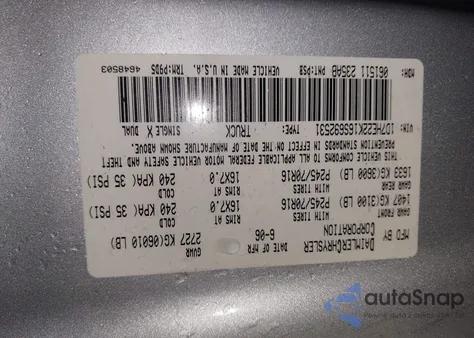 MFD BY
DAIMLERCHRYSLER
CORPORATION
DATE OF MFR
6-06
GVWR
2727 KG(06010 LB)
GAWR FRONT
1407 KG(3100 LB)
WITH TIRES
P245/70R16
RIMS AT
16X7.0
COLD
240 KPA( 35 PSI)
GAWR REAR
1633 KG(3600 LB)
WITH TIRES
P245/70R16
RIMS AT
16X7.0
COLD
240 KPA( 35 PSI)
THIS VEHICLE CONFORMS TO ALL APPLICABLE FEDERAL MOTOR VEHICLE SAFETY AND THEFT
PREVENTION STANDARDS IN EFFECT ON THE DATE OF MANUFACTURE SHOWN ABOVE.
VIN: 1D7HE22K16S692531 TYPE: TRUCK SINGLE X DUAL
MDH: 061511 235AB PNT:PSB VEHICLE MADE IN U.S.A. TRM:P9D5 4648503
autoSnap